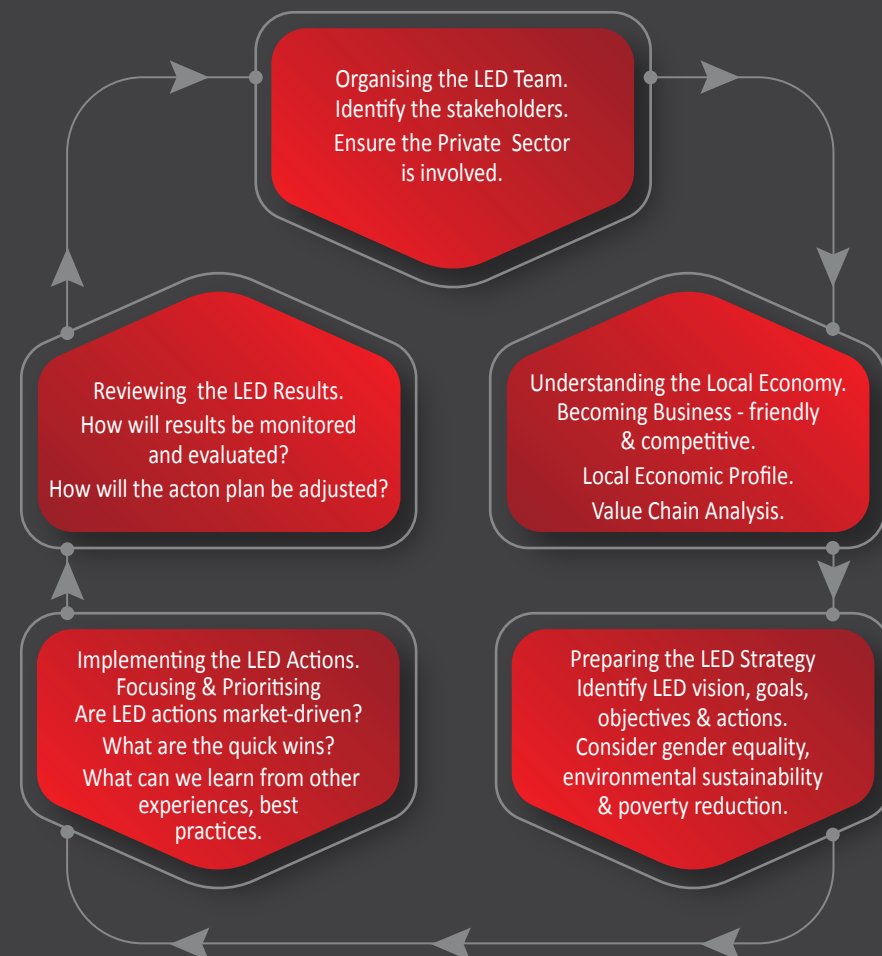 Organising the LED Team.
Identify the stakeholders.
Ensure the Private Sector
is involved.
Understanding the Local Economy.
Becoming Business - friendly
& competitive.
Local Economic Profile.
Value Chain Analysis.
Preparing the LED Strategy
Identify LED vision, goals,
objectives & actions.
Consider gender equality,
environmental sustainability
& poverty reduction.
Implementing the LED Actions.
Focusing & Prioritising
Are LED actions market-driven?
What are the quick wins?
What can we learn from other
experiences, best
practices.
Reviewing the LED Results.
How will results be monitored
and evaluated?
How will the acton plan be adjusted?